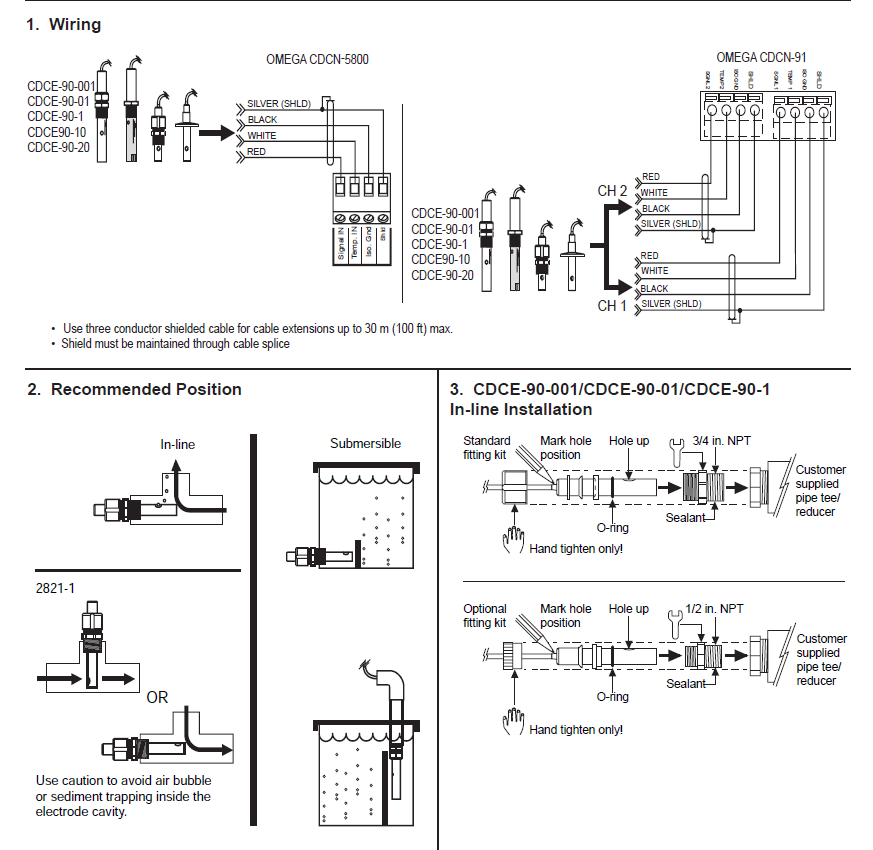 1. Wiring
OMEGA CDCN-5800
CDCE-90-001
CDCE-90-01
CDCE-90-1
CDCE90-10
CDCE-90-20
SILVER (SHLD)
BLACK
WHITE
RED
Signal IN
Temp. IN
Iso. Gnd
Shld
OMEGA CDCN-91
SGNL 2
TEMP2
ISO GND
SHLD
SGNL 1
TEMP 1
ISO GND
SHLD
CDCE-90-001
CDCE-90-01
CDCE-90-1
CDCE90-10
CDCE-90-20
CH 2
RED
WHITE
BLACK
SILVER (SHLD)
CH 1
RED
WHITE
BLACK
SILVER (SHLD)
• Use three conductor shielded cable for cable extensions up to 30 m (100 ft) max.
• Shield must be maintained through cable splice
2. Recommended Position
In-line
Submersible
2821-1
OR
Use caution to avoid air bubble
or sediment trapping inside the
electrode cavity.
3. CDCE-90-001/CDCE-90-01/CDCE-90-1
In-line Installation
Standard
fitting kit
Mark hole
position
Hole up
3/4 in. NPT
Customer
supplied
pipe tee/
reducer
Sealant
O-ring
Hand tighten only!
Optional
fitting kit
Mark hole
position
Hole up
1/2 in. NPT
Customer
supplied
pipe tee/
reducer
Sealant
O-ring
Hand tighten only!